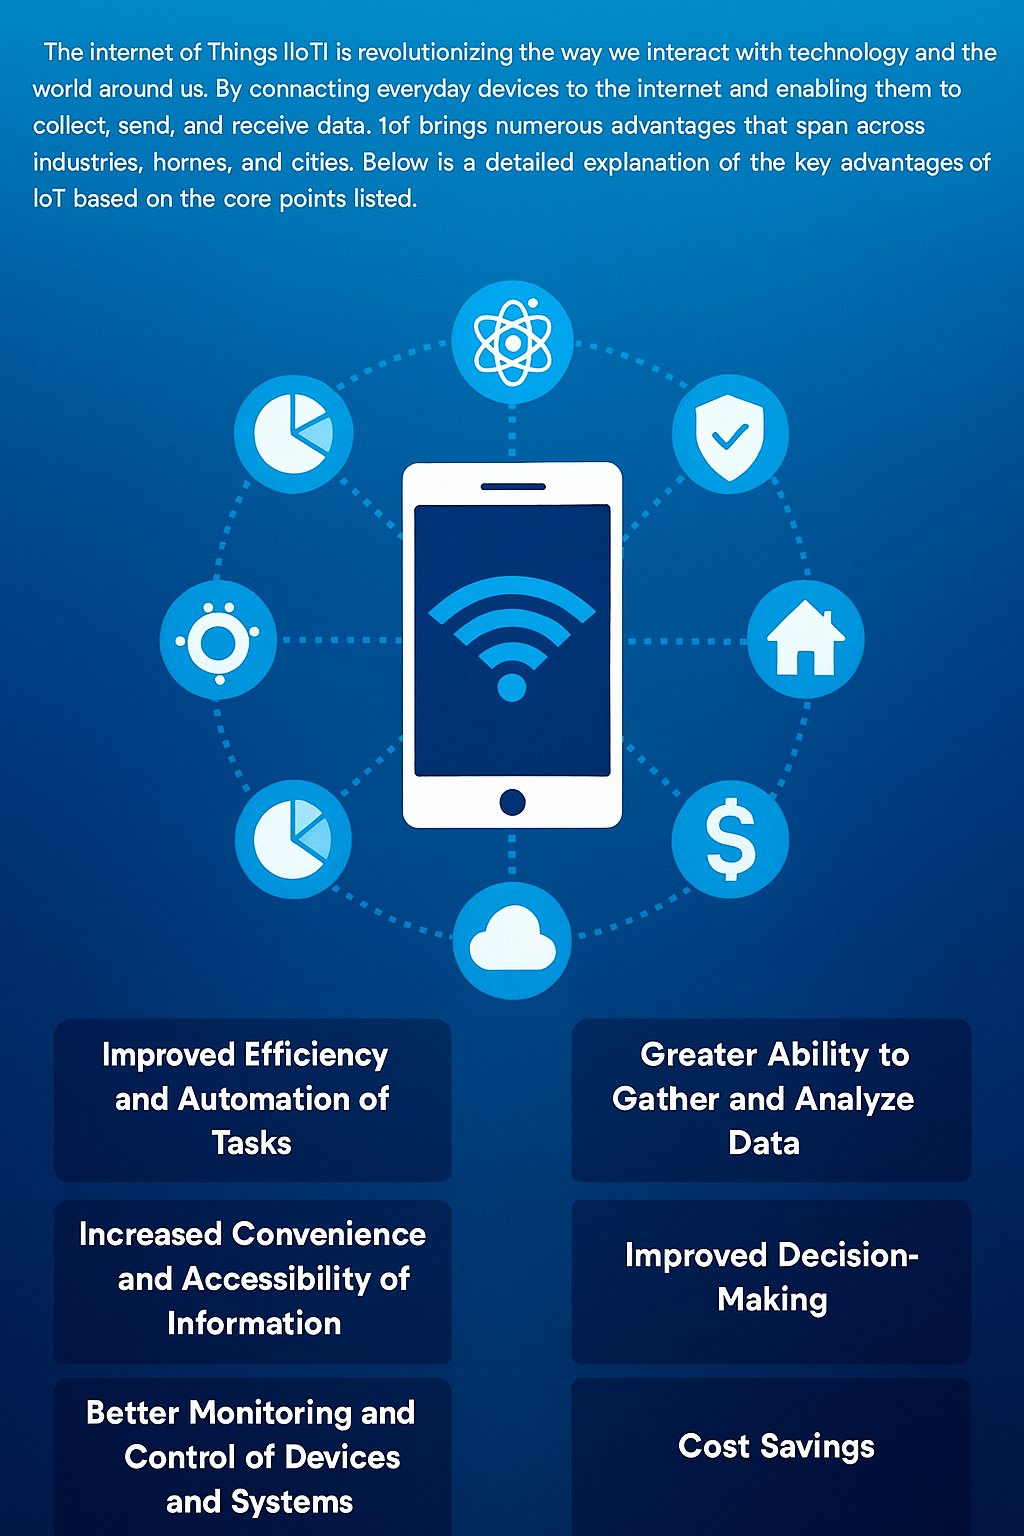 The internet of Things IIoTI is revolutionizing the way we interact with technology and the
world around us. By connacting everyday devices to the internet and enabling them to
collect, send, and receive data. 1of brings numerous advantages that span across
industries, hornes, and cities. Below is a detailed explanation of the key advantages of
IoT based on the core points listed.
$
Improved Efficiency
and Automation of
Tasks
Greater Ability to
Gather and Analyze
Data
Increased Convenience
and Accessibility of
Information
Improved Decision-
Making
Better Monitoring and
Control of Devices
and Systems
Cost Savings